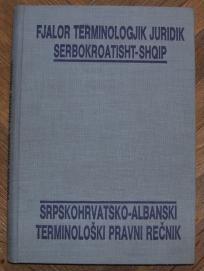 FJALOR TERMINOLOGJIK JURIDIK
SERBOKROATISHT-SHQIP
SRPSKOHRVATSKO-ALBANSKI
TERMINOLOŠKI PRAVNI REČNIK